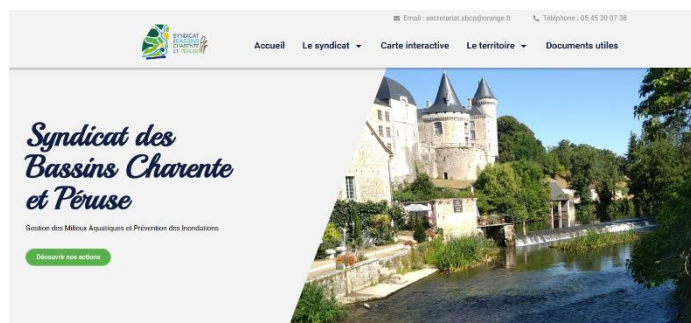 Email : secretariat.sbcp@orange.fr Téléphone : 05 45 30 07 38
SYNDICAT
BASSINS
CHARENTE
ET PÉRUSE
Accueil Le syndicat Carte interactive Le territoire Documents utiles
Syndicat des
Bassins Charente
et Péruse
Gestion des Milieux Aquatiques et Prévention des Inondations
Découvrir nos actions